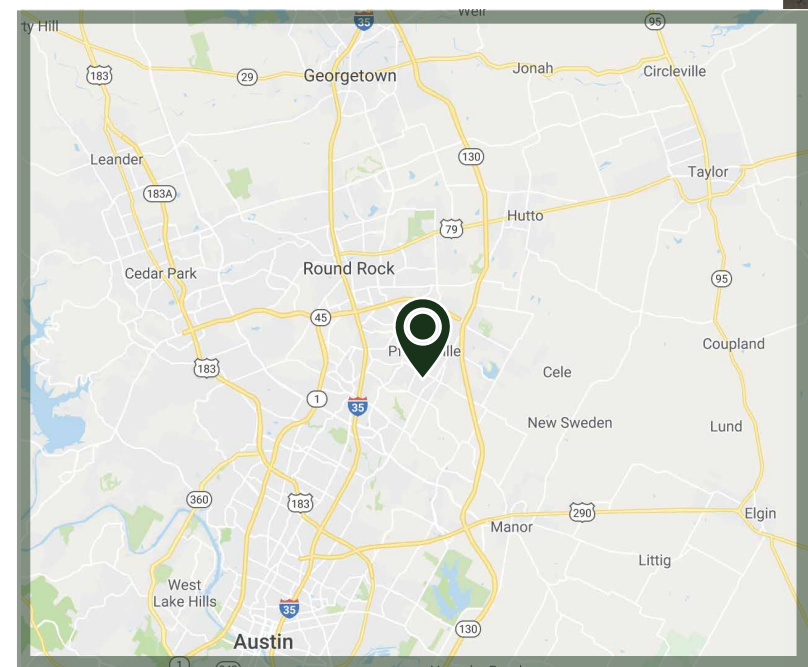 Weir
35
95
ty Hill
183
29
Georgetown
Jonah
Circleville
130
Leander
Taylor
183A
79
Hutto
Cedar Park
Round Rock
95
45
Coupland
183
Cele
1
35
New Sweden
Lund
360
183
290
Manor
Elgin
Littig
West
Lake Hills
35
130
Austin
1